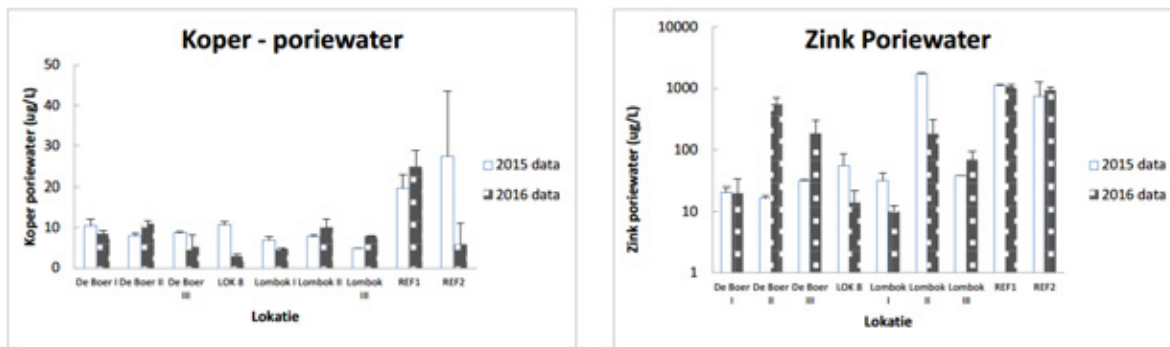 Koper - poriewater
Koper poriewater (ug/L)
60
50
40
30
20
10
0
De Boer I De Boer II De Boer III LOK 8 Lombok I Lombok II Lombok III REF1 REF2
Lokatie
2015 data
2016 data
Zink Poriewater
Zink poriewater (ug/L)
10000
1000
100
10
1
De Boer I De Boer II De Boer III LOK 8 Lombok I Lombok II Lombok III REF1 REF2
Lokatie
2015 data
2016 data